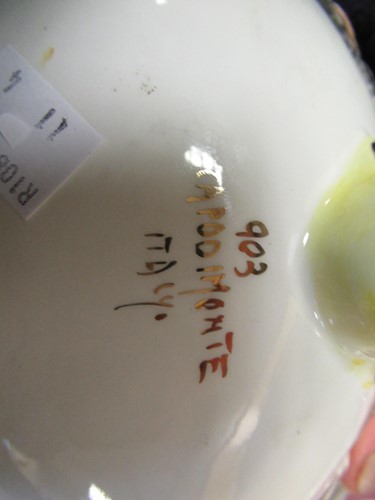 903
CAPODIMONTE
ITALY.
R108